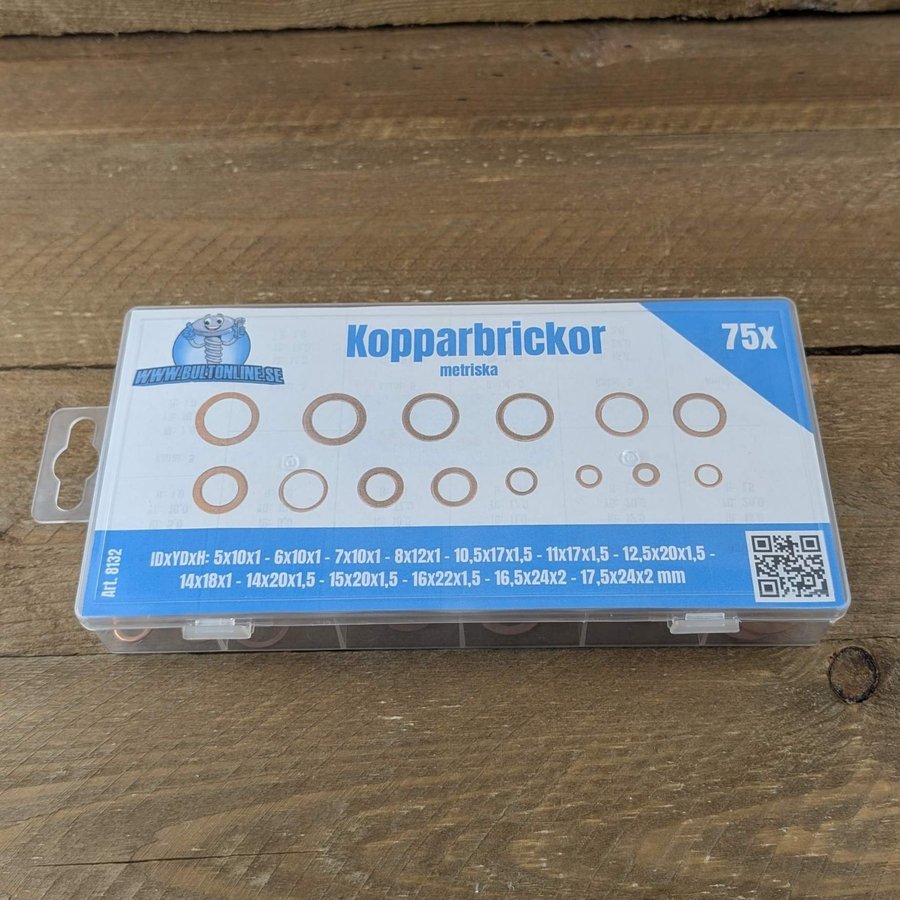 Kopparbrickor
metriska
75x
WWW.BULTONLINE.SE
Art. 8132
IDxYDxH: 5x10x1 - 6x10x1 - 7x10x1 - 8x12x1 - 10,5x17x1,5 - 11x17x1,5 - 12,5x20x1,5 -
14x18x1 - 14x20x1,5 - 15x20x1,5 - 16x22x1,5 - 16,5x24x2 - 17,5x24x2 mm